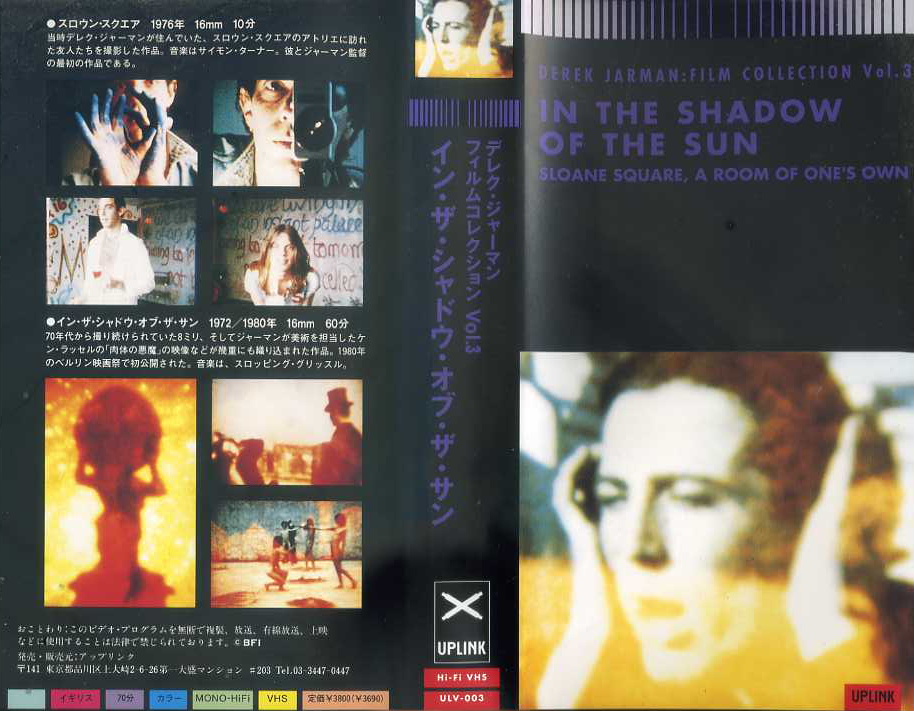 ●スロウン・スクエア 1976年 16mm 10分
当時デレク・ジャーマンが住んでいた、スロウン・スクエアのアトリエに訪れ
た友人たちを撮影した作品。音楽はサイモン・ターナー。彼とジャーマン監督
の最初の作品である。
●イン・ザ・シャドウ・オブ・ザ・サン 1972／1980年 16mm 60分
70年代から撮り続けられていた8ミリ、そしてジャーマンが美術を担当したケ
ン・ラッセルの「肉体の悪魔」の映像などが幾重にも織り込まれた作品。1980年
のベルリン映画祭で初公開された。音楽は、スロッピング・グリッスル。
おことわり：このビデオ・プログラムを無断で複製、放送、有線放送、上映
などに使用することは法律で禁じられております。©BFI
発売・販売元：アップリンク
〒141 東京都品川区上大崎2-6-26第一大盛マンション #203 Tel.03-3447-0447
イギリス
70分
カラー
MONO-HiFi
VHS
定価¥3800(¥3690)
デレク・ジャーマン
フィルムコレクション Vol.3
イン・ザ・シャドウ・オブ・ザ・サン
UPLINK
Hi-Fi VHS
ULV-003
DEREK JARMAN:FILM COLLECTION Vol.3
IN THE SHADOW
OF THE SUN
SLOANE SQUARE, A ROOM OF ONE'S OWN
UPLINK